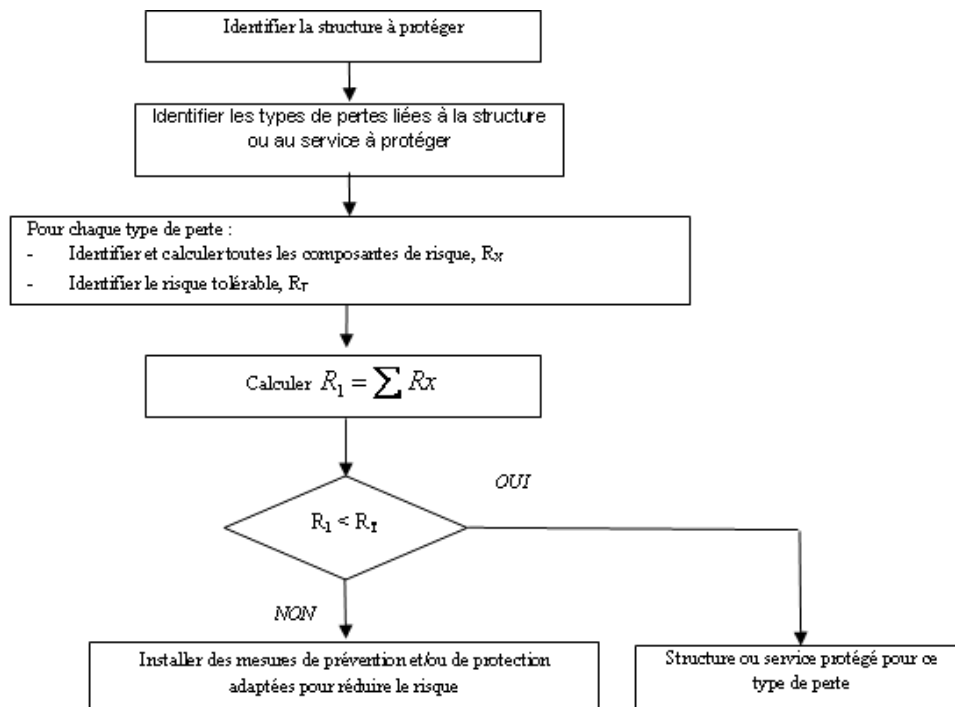 Identifier la structure à protéger
Identifier les types de pertes liées à la structure
ou au service à protéger
Pour chaque type de perte :
- Identifier et calculer toutes les composantes de risque, RX
- Identifier le risque tolérable, RT
Calculer R1 = ∑ Rx
OUI
R1 < RT
NON
Installer des mesures de prévention et/ou de protection
adaptées pour réduire le risque
Structure ou service protégé pour ce
type de perte